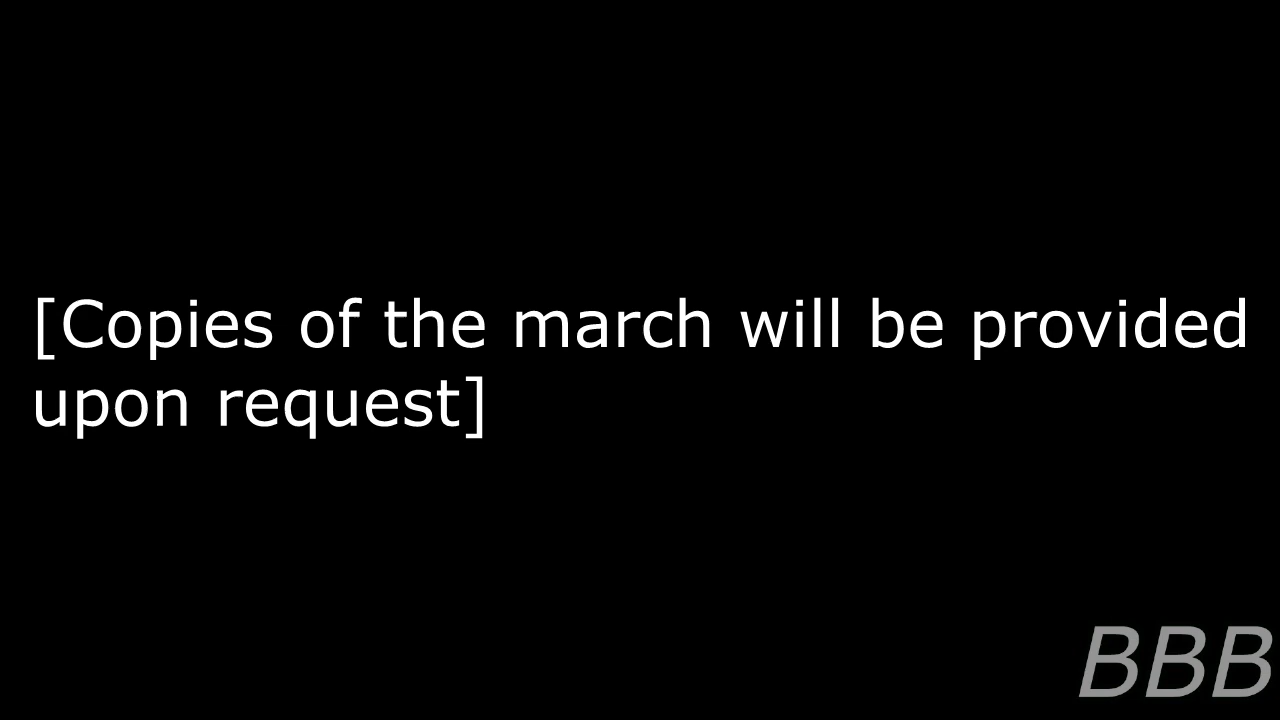 [Copies of the march will be provided
upon request]
BBB